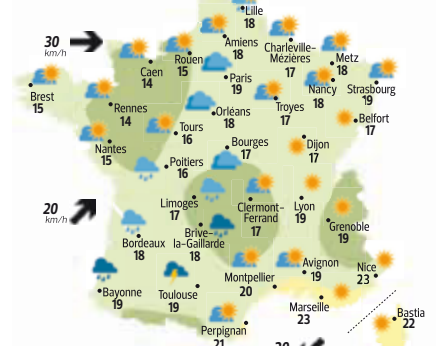 Lille
18
30
km/h
Amiens
18
Charleville-
Mézières
17
Rouen
15
Metz
18
Caen
14
Paris
19
Nancy
18
Strasbourg
19
Brest
15
Rennes
14
Orléans
18
Troyes
17
Belfort
17
Tours
16
Nantes
15
Bourges
17
Dijon
17
Poitiers
16
Limoges
17
Clermont-
Ferrand
17
Lyon
19
20
km/h
Grenoble
19
Bordeaux
18
Brive-
la-Gaillarde
18
Bayonne
19
Toulouse
19
Montpellier
20
Avignon
19
Nice
23
Marseille
23
Bastia
22
Perpignan
21